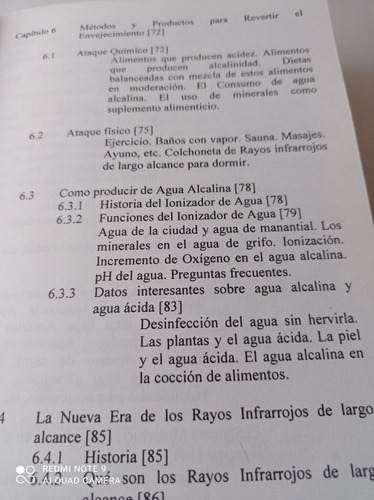 Capítulo 6 Métodos y Productos para Revertir el
Envejecimiento [72]
6.1 Ataque Químico [72]
Alimentos que producen acidez. Alimentos
que producen alcalinidad. Dietas
balanceadas con mezcla de estos alimentos
en moderación. El Consumo de agua
alcalina. El uso de minerales como
suplemento alimenticio.
6.2 Ataque físico [75]
Ejercicio. Baños con vapor. Sauna. Masajes.
Ayuno, etc. Colchoneta de Rayos infrarrojos
de largo alcance para dormir.
6.3 Como producir de Agua Alcalina [78]
6.3.1 Historia del Ionizador de Agua [78]
6.3.2 Funciones del Ionizador de Agua [79]
Agua de la ciudad y agua de manantial. Los
minerales en el agua de grifo. Ionización.
Incremento de Oxígeno en el agua alcalina.
pH del agua. Preguntas frecuentes.
6.3.3 Datos interesantes sobre agua alcalina y
agua ácida [83]
Desinfección del agua sin hervirla.
Las plantas y el agua ácida. La piel
y el agua ácida. El agua alcalina en
la cocción de alimentos.
4 La Nueva Era de los Rayos Infrarrojos de largo
alcance [85]
6.4.1 Historia [85]
6.4. son los Rayos Infrarrojos de larg
alcance [86]
REDMI NOTE 9
AI QUAD CAMERA